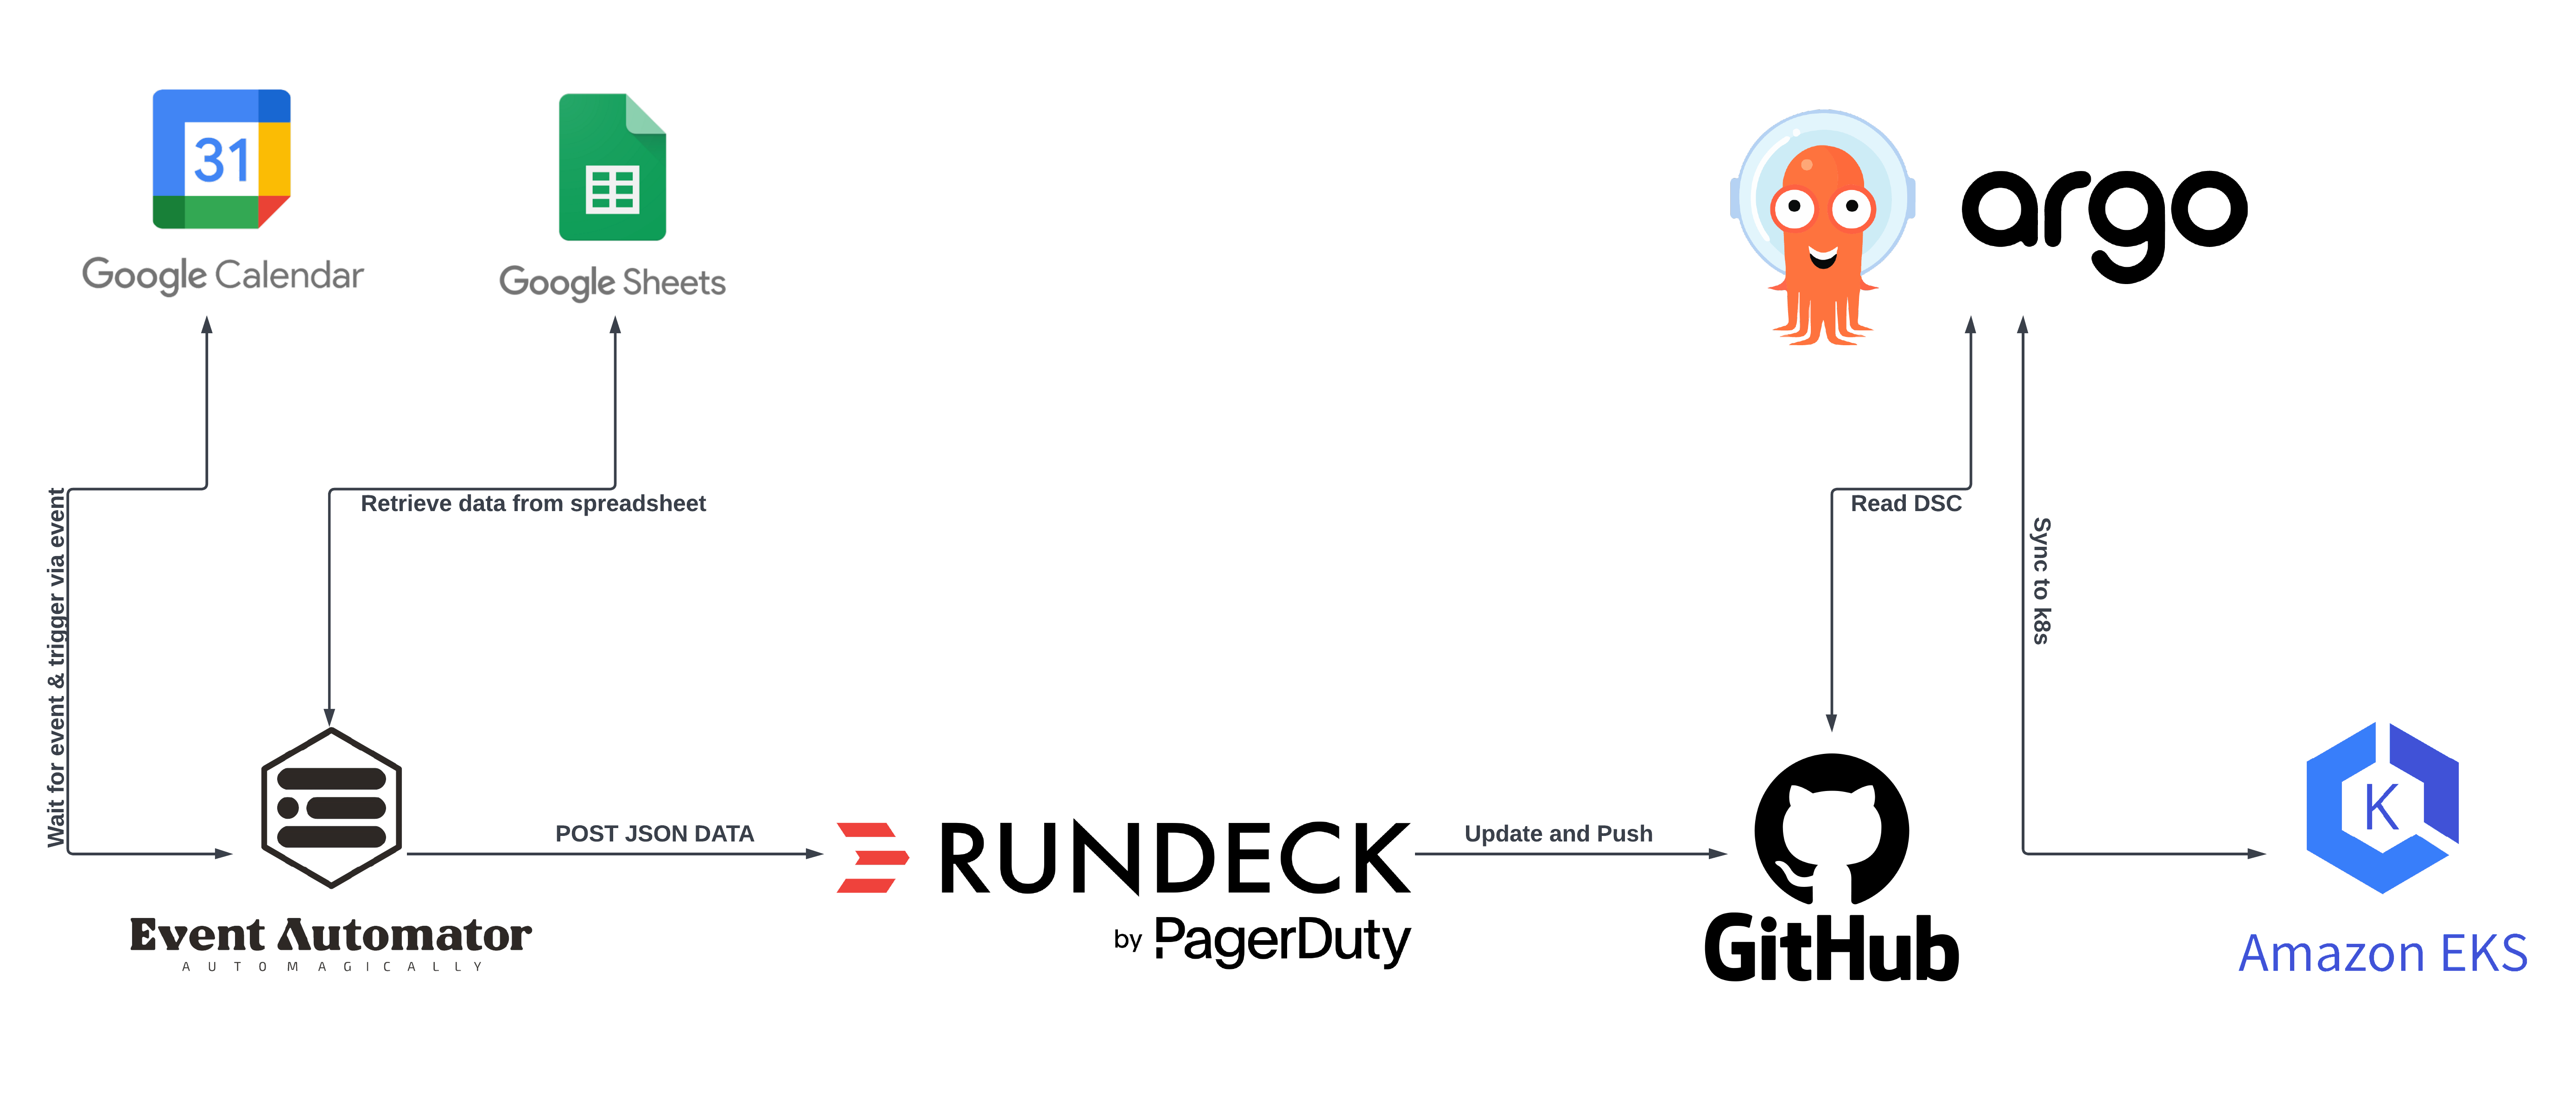 31
Google Calendar
Google Sheets
argo
Wait for event & trigger via event
Retrieve data from spreadsheet
Read DSC
Sync to k8s
POST JSON DATA
Update and Push
Event Automator
AUTOMAGICALLY
RUNDECK
by PagerDuty
GitHub
K
Amazon EKS